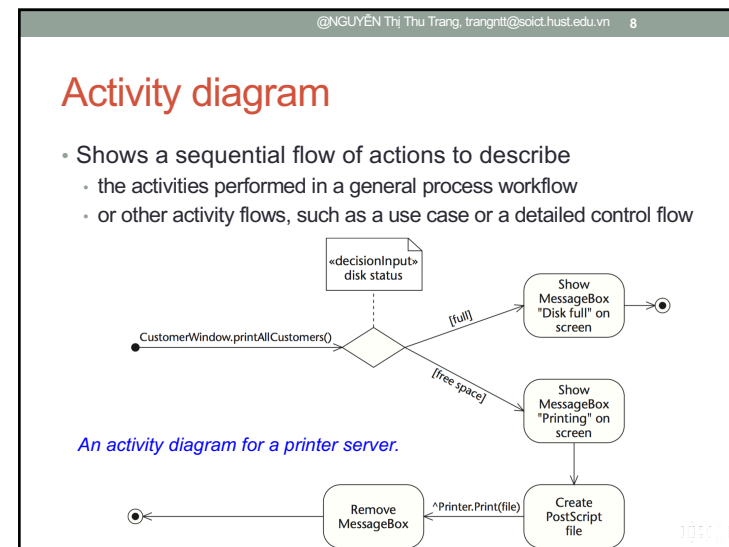 @NGUYỄN Thị Thu Trang, trangntt@soict.hust.edu.vn 8
Activity diagram
• Shows a sequential flow of actions to describe
• the activities performed in a general process workflow
• or other activity flows, such as a use case or a detailed control flow
«decisionInput»
disk status
CustomerWindow.printAllCustomers()
[full]
Show
MessageBox
"Disk full" on
screen
[free space]
Show
MessageBox
"Printing" on
screen
An activity diagram for a printer server.
Remove
MessageBox
^Printer.Print(file)
Create
PostScript
file